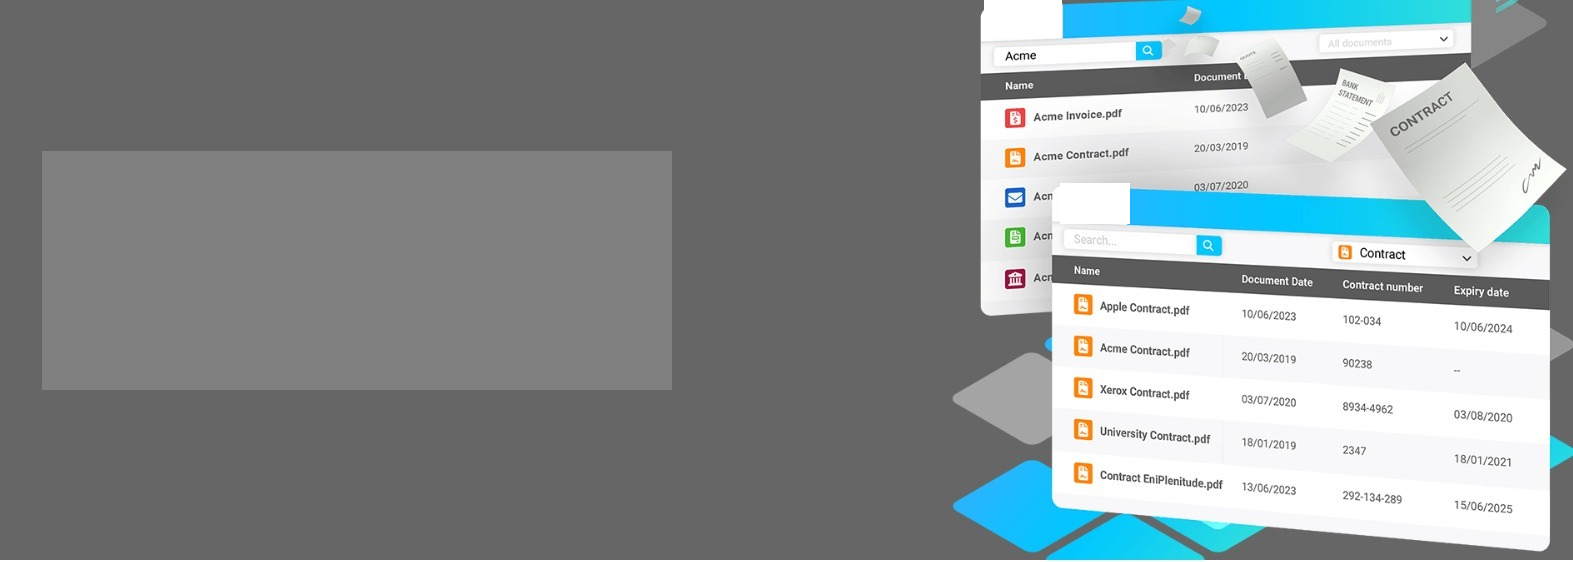 Acme
All documents
Name
Document
Acme Invoice.pdf
10/06/2023
Acme Contract.pdf
20/03/2019
03/07/2020
QUOTE
BANK
STATEMENT
CONTRACT
Search...
Contract
Name
Document Date
Contract number
Expiry date
Apple Contract.pdf
10/06/2023
102-034
10/06/2024
Acme Contract.pdf
20/03/2019
90238
--
Xerox Contract.pdf
03/07/2020
8934-4962
03/08/2020
University Contract.pdf
18/01/2019
2347
18/01/2021
Contract EniPlenitude.pdf
13/06/2023
292-134-289
15/06/2025